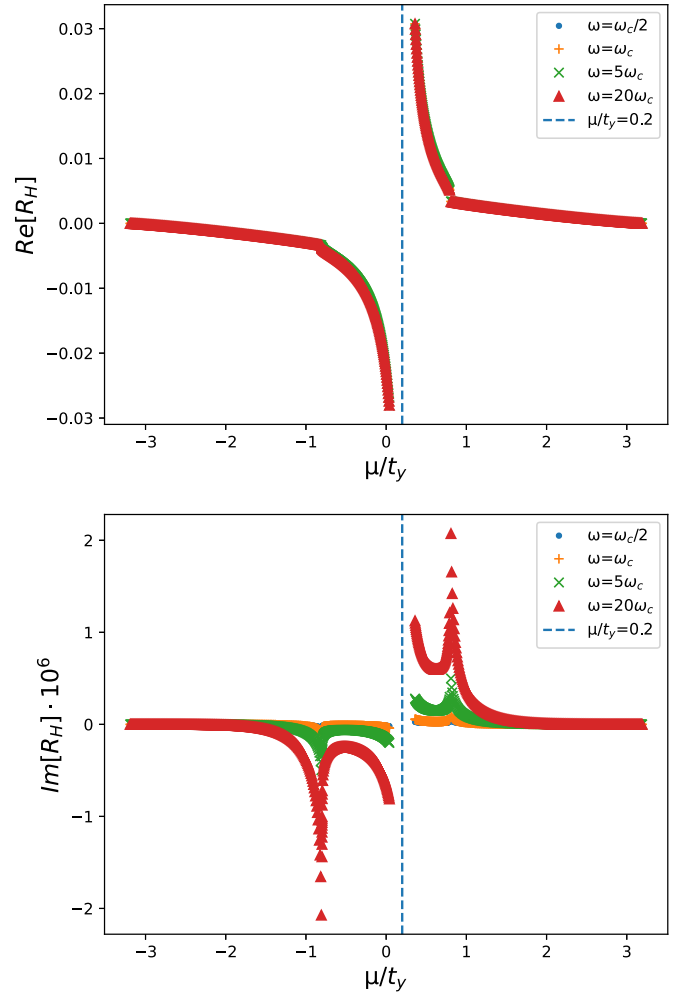 0.03
0.02
0.01
0.00
−0.01
−0.02
−0.03
Re[R_H]
ω=ω_c/2
ω=ω_c
ω=5ω_c
ω=20ω_c
μ/t_y=0.2
−3 −2 −1 0 1 2 3
μ/t_y
2
1
0
−1
−2
Im[R_H] · 10^6
ω=ω_c/2
ω=ω_c
ω=5ω_c
ω=20ω_c
μ/t_y=0.2
−3 −2 −1 0 1 2 3
μ/t_y